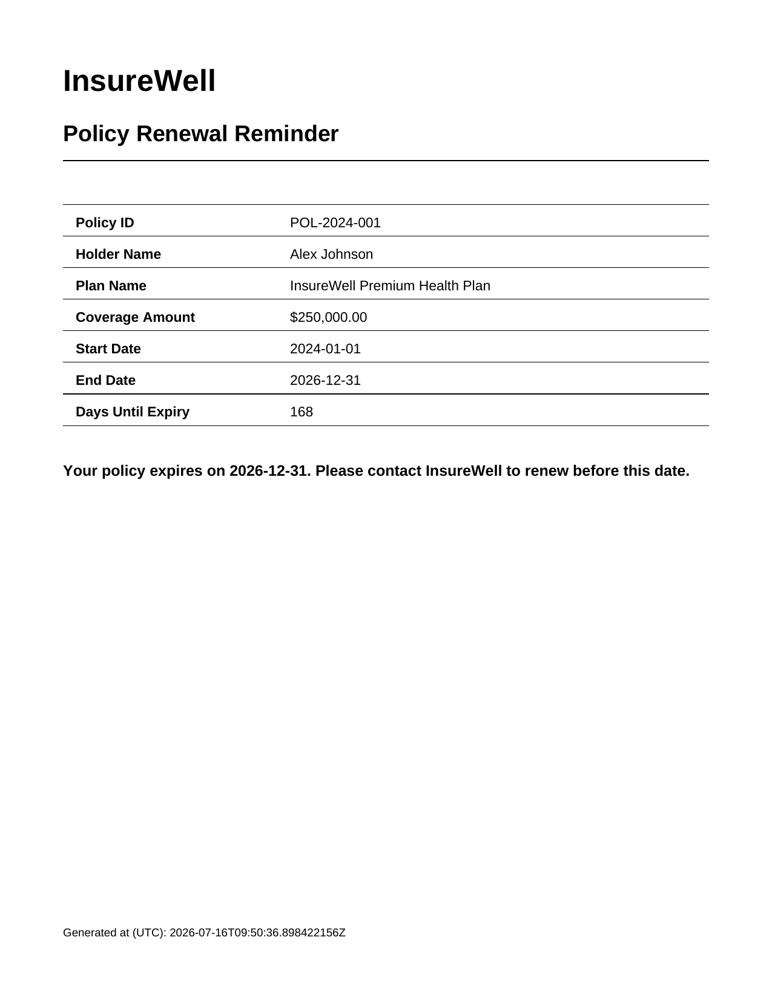 InsureWell
Policy Renewal Reminder
Policy ID POL-2024-001
Holder Name Alex Johnson
Plan Name InsureWell Premium Health Plan
Coverage Amount $250,000.00
Start Date 2024-01-01
End Date 2026-12-31
Days Until Expiry 168
Your policy expires on 2026-12-31. Please contact InsureWell to renew before this date.
Generated at (UTC): 2026-07-16T09:50:36.898422156Z